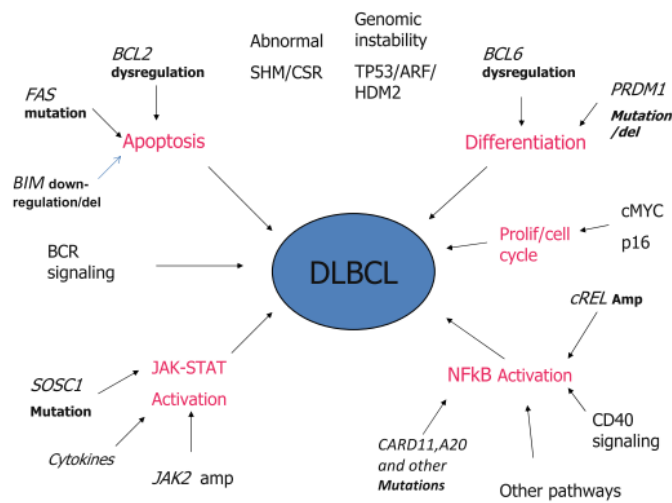 BCL2
dysregulation
Abnormal
SHM/CSR
Genomic
instability
TP53/ARF/
HDM2
BCL6
dysregulation
FAS
mutation
PRDM1
Mutation
/del
Apoptosis
Differentiation
BIM down-
regulation/del
cMYC
p16
Prolif/cell
cycle
BCR
signaling
DLBCL
cREL Amp
SOSC1
Mutation
JAK-STAT
Activation
NFkB Activation
Cytokines
JAK2 amp
CARD11,A20
and other
Mutations
CD40
signaling
Other pathways